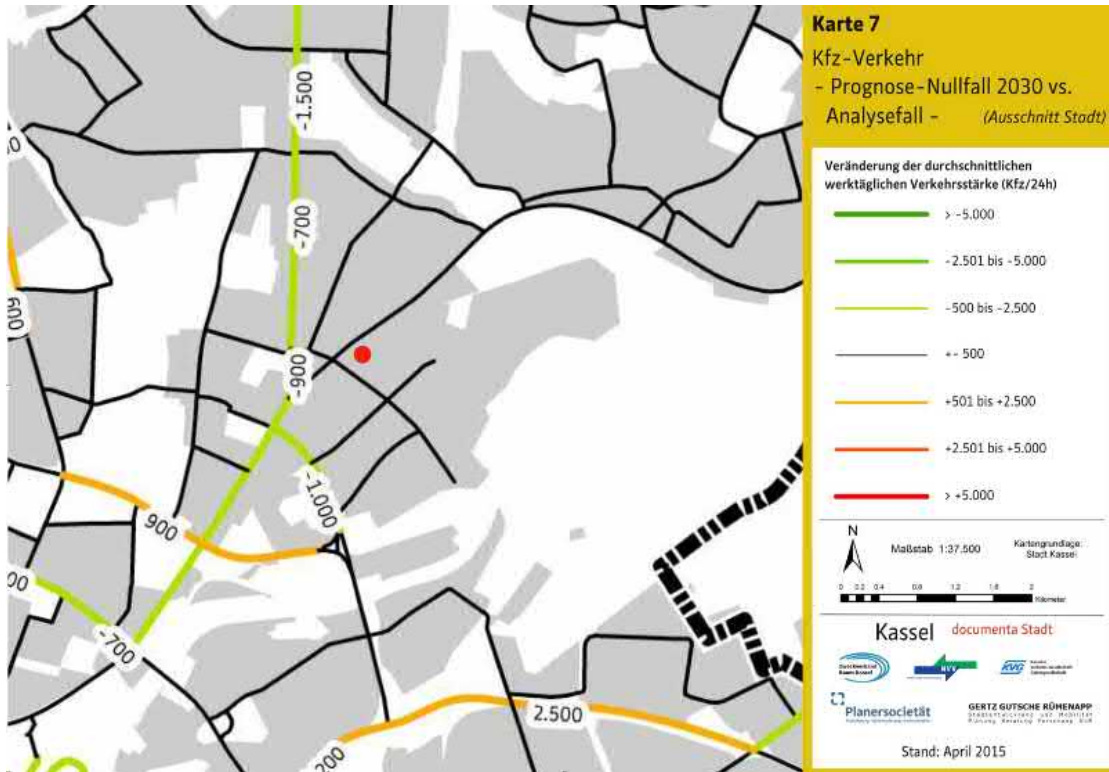 -1.500
-700
-900
-1.000
900
-700
2.500
200
Karte 7
Kfz-Verkehr
- Prognose-Nullfall 2030 vs.
Analysefall - (Ausschnitt Stadt)
Veränderung der durchschnittlichen
werktäglichen Verkehrsstärke (Kfz/24h)
> -5.000
-2.501 bis -5.000
-500 bis -2.500
+- 500
+501 bis +2.500
+2.501 bis +5.000
> +5.000
N
Maßstab 1:37.500
Kartengrundlage:
Stadt Kassel
0 0.2 0.4 0.8 1.2 1.6 2
Kilometer
Kassel documenta Stadt
NVV
KVG
Planersocietät
GERTZ GUTSCHE RÜMENAPP
Stand: April 2015